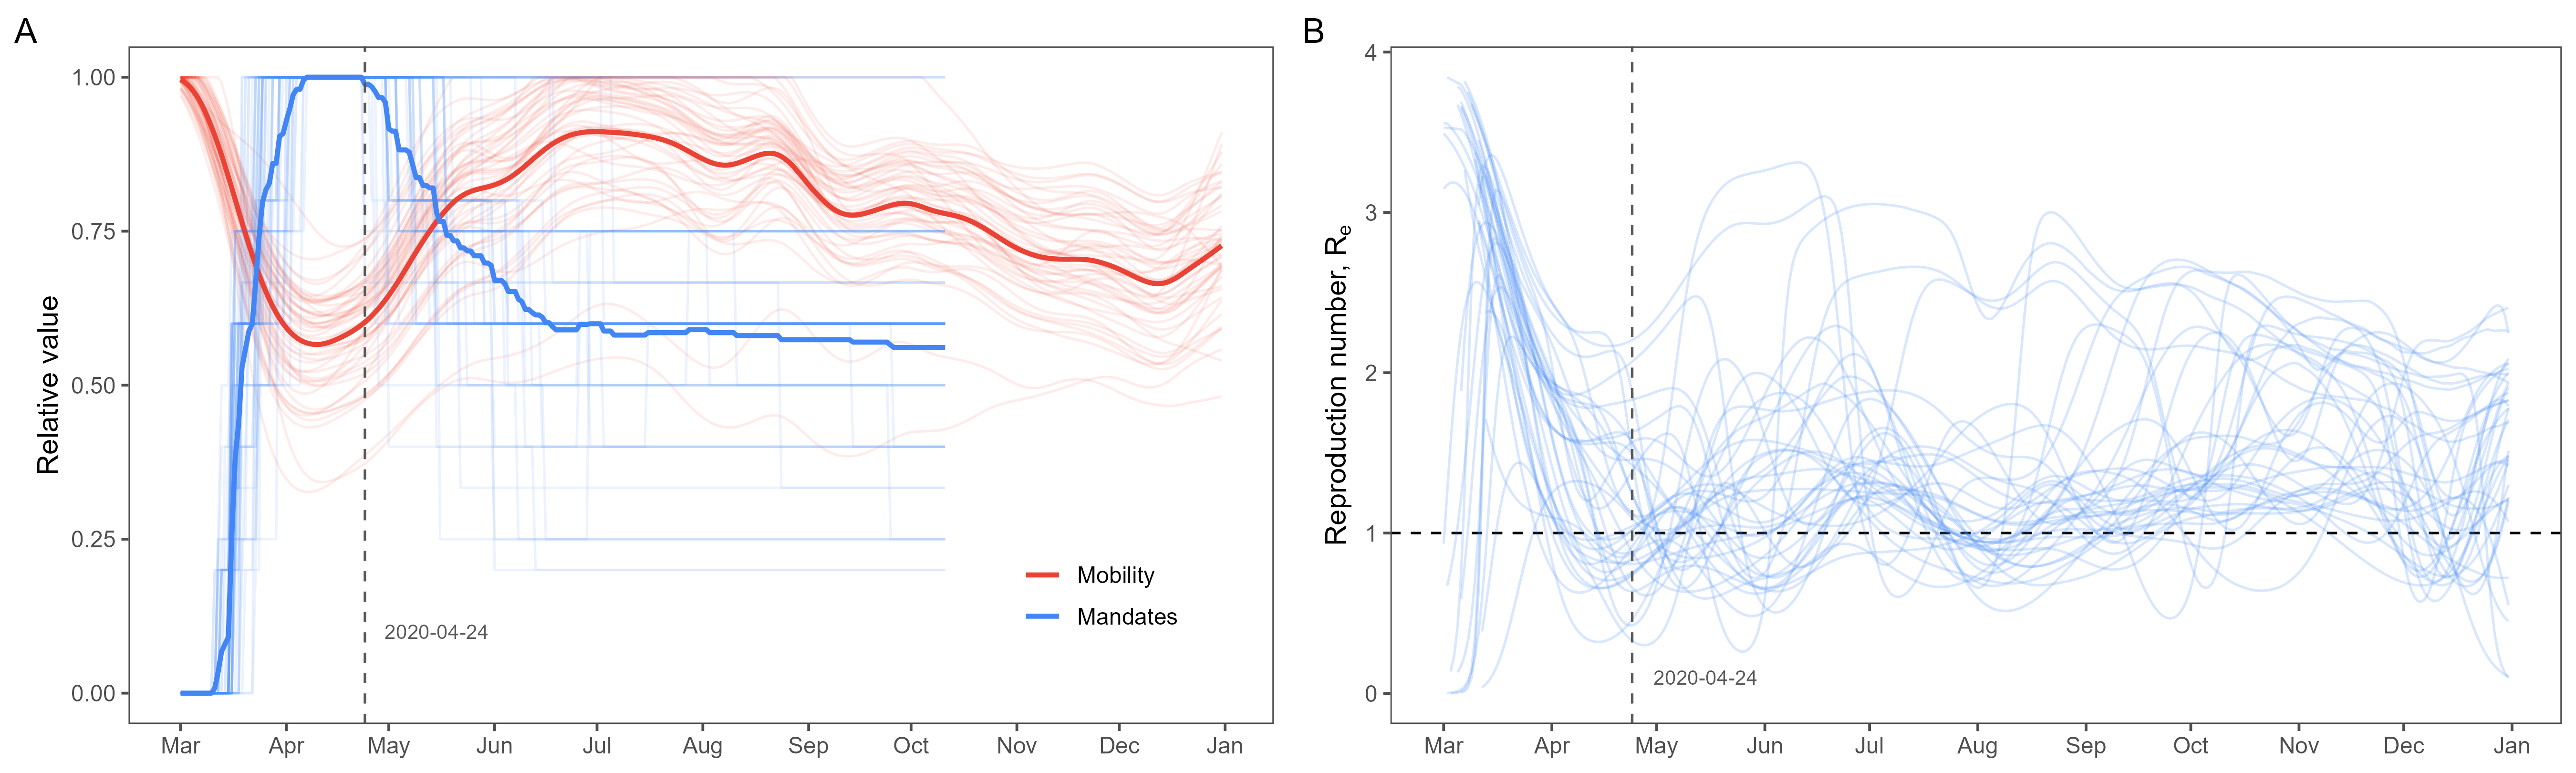 A
Relative value
1.00
0.75
0.50
0.25
0.00
2020-04-24
Mobility
Mandates
Mar Apr May Jun Jul Aug Sep Oct Nov Dec Jan
B
Reproduction number, Re
4
3
2
1
0
2020-04-24
Mar Apr May Jun Jul Aug Sep Oct Nov Dec Jan